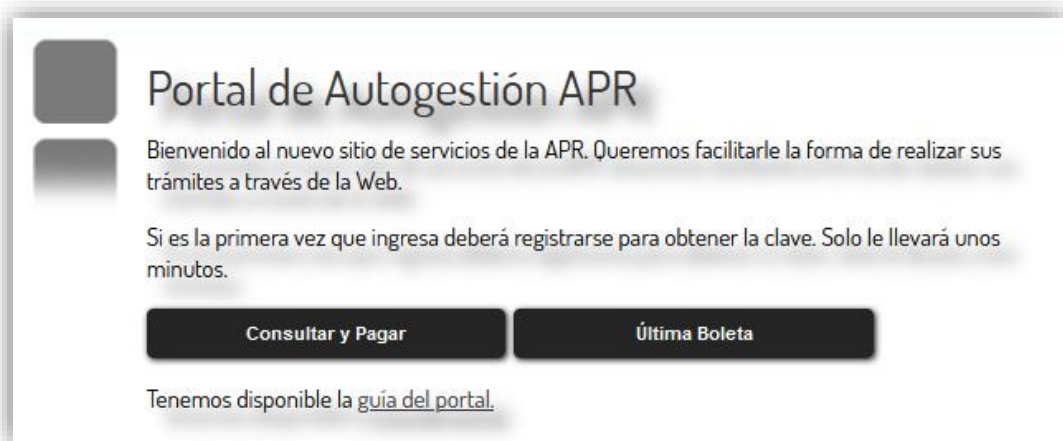 Portal de Autogestión APR
Bienvenido al nuevo sitio de servicios de la APR. Queremos facilitarle la forma de realizar sus
trámites a través de la Web.
Si es la primera vez que ingresa deberá registrarse para obtener la clave. Solo le llevará unos
minutos.
Consultar y Pagar
Última Boleta
Tenemos disponible la guía del portal.